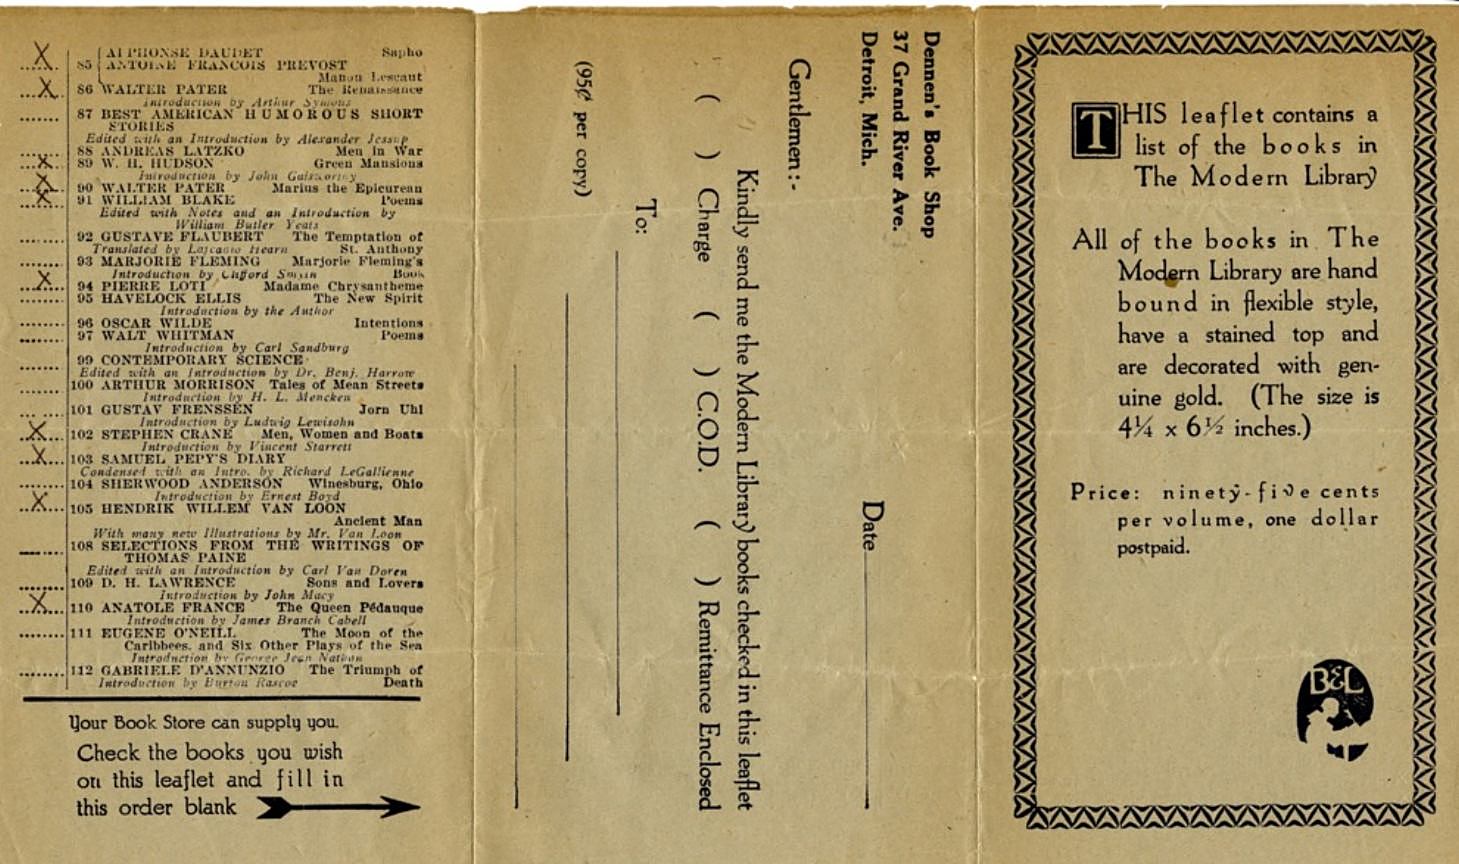 ALPHONSE DAUDET Sapho
85 ANTOINE FRANCOIS PREVOST
Manon Lescaut
86 WALTER PATER The Renaissance
Introduction by Arthur Symons
87 BEST AMERICAN HUMOROUS SHORT
STORIES
Edited with an Introduction by Alexander Jessup
88 ANDREAS LATZKO Men in War
89 W. H. HUDSON Green Mansions
Introduction by John Galsworthy
90 WALTER PATER Marius the Epicurean
91 WILLIAM BLAKE Poems
Edited with Notes and an Introduction by
William Butler Yeats
92 GUSTAVE FLAUBERT The Temptation of
Translated by Lafcadio Hearn St. Anthony
93 MARJORIE FLEMING Marjorie Fleming's
Introduction by Clifford Smyth Book
94 PIERRE LOTI Madame Chrysantheme
95 HAVELOCK ELLIS The New Spirit
Introduction by the Author
96 OSCAR WILDE Intentions
97 WALT WHITMAN Poems
Introduction by Carl Sandburg
99 CONTEMPORARY SCIENCE
Edited with an Introduction by Dr. Benj. Harrow
100 ARTHUR MORRISON Tales of Mean Streets
Introduction by H. L. Mencken
101 GUSTAV FRENSSEN Jorn Uhl
Introduction by Ludwig Lewisohn
102 STEPHEN CRANE Men, Women and Boats
Introduction by Vincent Starrett
103 SAMUEL PEPY'S DIARY
Condensed with an Intro. by Richard LeGallienne
104 SHERWOOD ANDERSON Winesburg, Ohio
Introduction by Ernest Boyd
105 HENDRIK WILLEM VAN LOON
Ancient Man
With many new Illustrations by Mr. Van Loon
108 SELECTIONS FROM THE WRITINGS OF
THOMAS PAINE
Edited with an Introduction by Carl Van Doren
109 D. H. LAWRENCE Sons and Lovers
Introduction by John Macy
110 ANATOLE FRANCE The Queen Pédauque
Introduction by James Branch Cabell
111 EUGENE O'NEILL The Moon of the
Caribbees, and Six Other Plays of the Sea
Introduction by George Jean Nathan
112 GABRIELE D'ANNUNZIO The Triumph of
Introduction by Burton Rascoe Death
Your Book Store can supply you.
Check the books you wish
on this leaflet and fill in
this order blank
Dennen's Book Shop
37 Grand River Ave.
Detroit, Mich.
Date
Gentlemen:-
Kindly send me the Modern Library books checked in this leaflet
( ) Charge ( ) C.O.D. ( ) Remittance Enclosed
To:
(95¢ per copy)
THIS leaflet contains a
list of the books in
The Modern Library
All of the books in The
Modern Library are hand
bound in flexible style,
have a stained top and
are decorated with gen-
uine gold. (The size is
4¼ x 6½ inches.)
Price: ninety-five cents
per volume, one dollar
postpaid.
B&L